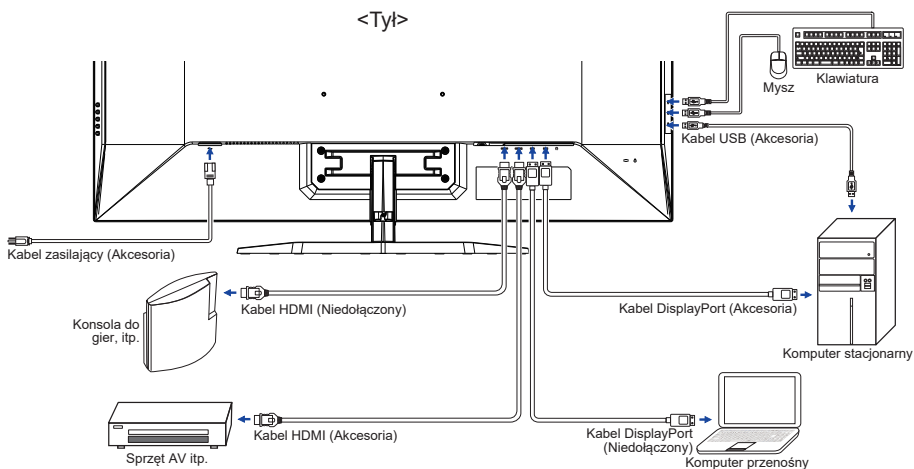 <Tył>
Klawiatura
Mysz
Kabel USB (Akcesoria)
Kabel zasilający (Akcesoria)
Kabel HDMI (Niedołączony)
Kabel DisplayPort (Akcesoria)
Konsola do
gier, itp.
Komputer stacjonarny
Kabel HDMI (Akcesoria)
Kabel DisplayPort
(Niedołączony)
Sprzęt AV itp.
Komputer przenośny